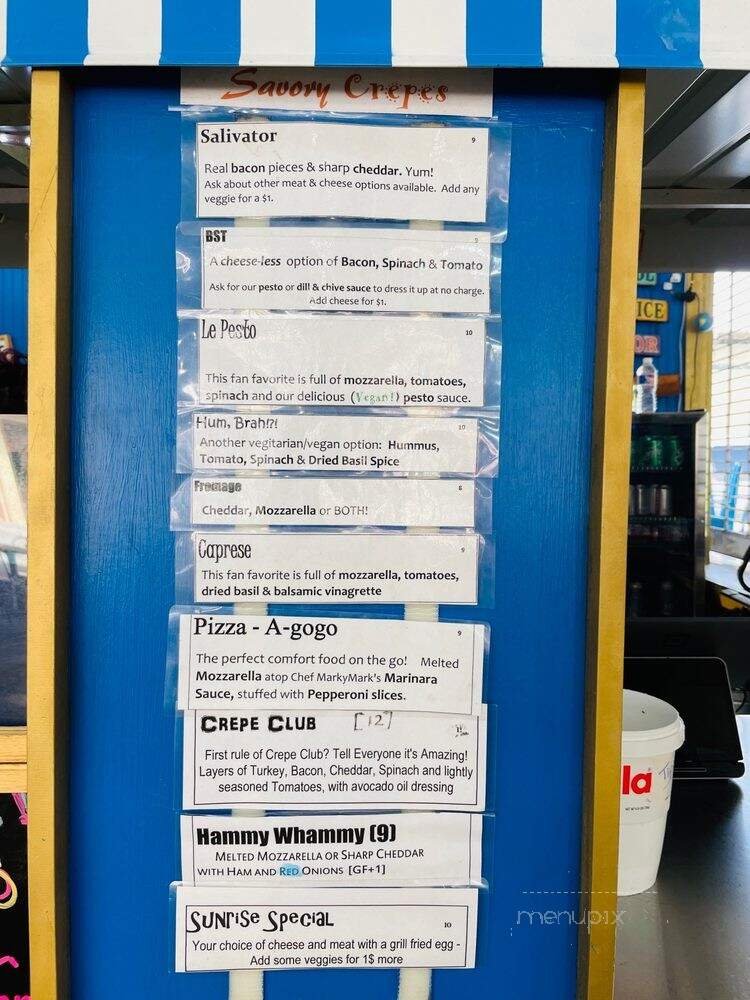 Savory Crepes
Salivator 9
Real bacon pieces & sharp cheddar. Yum!
Ask about other meat & cheese options available. Add any
veggie for a $1.
BST 9
A cheese-less option of Bacon, Spinach & Tomato
Ask for our pesto or dill & chive sauce to dress it up at no charge.
Add cheese for $1.
Le Pesto 10
This fan favorite is full of mozzarella, tomatoes,
spinach and our delicious (Vegan!) pesto sauce.
Hum, Brah!?! 10
Another vegitarian/vegan option: Hummus,
Tomato, Spinach & Dried Basil Spice
Fromage 8
Cheddar, Mozzarella or BOTH!
Caprese 9
This fan favorite is full of mozzarella, tomatoes,
dried basil & balsamic vinagrette
Pizza - A-gogo 9
The perfect comfort food on the go! Melted
Mozzarella atop Chef MarkyMark's Marinara
Sauce, stuffed with Pepperoni slices.
CREPE CLUB [12]
First rule of Crepe Club? Tell Everyone it's Amazing!
Layers of Turkey, Bacon, Cheddar, Spinach and lightly
seasoned Tomatoes, with avocado oil dressing
Hammy Whammy (9)
MELTED MOZZARELLA OR SHARP CHEDDAR
WITH HAM AND RED ONIONS [GF+1]
SUNRISE SPECIAL 10
Your choice of cheese and meat with a grill fried egg -
Add some veggies for 1$ more
ICE
OR
la
menupix